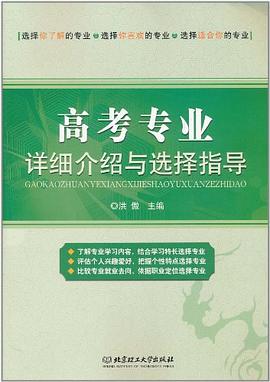 选择你了解的专业 选择你喜欢的专业 选择适合你的专业
高考专业
详细介绍与选择指导
GAOKAOZHUANYEXIANGXIJIESHAOYUXUANZEZHIDAO
洪傲 主编
了解专业学习内容，结合学习特长选择专业
评估个人兴趣爱好，把握个性特点选择专业
比较专业就业去向，依据职业定位选择专业
北京理工大学出版社